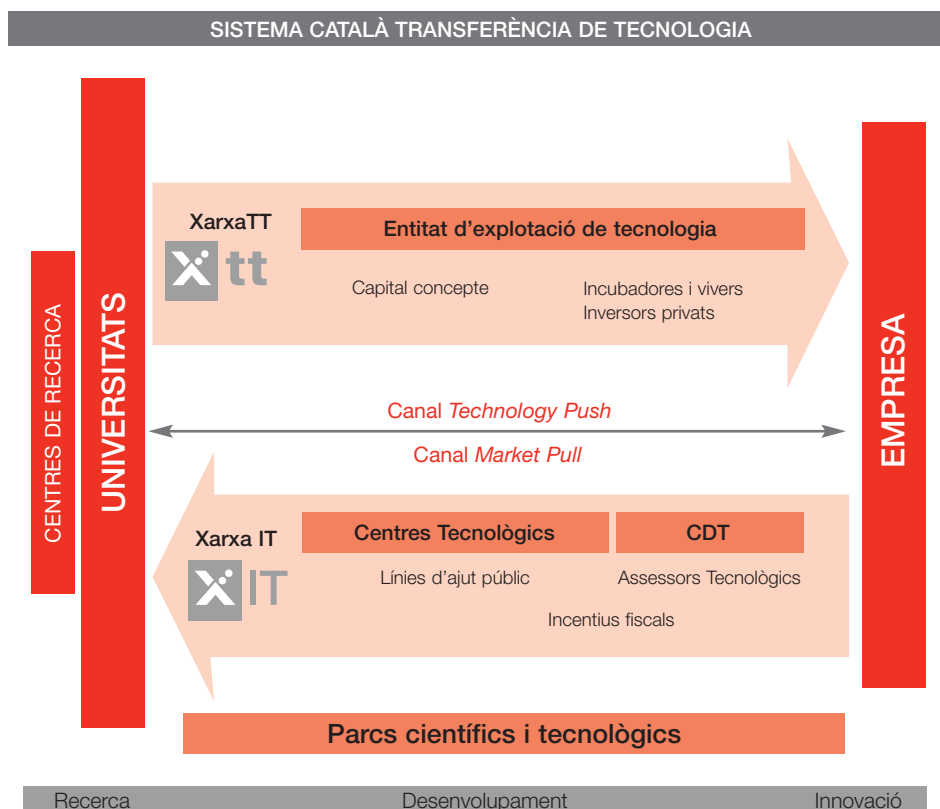 SISTEMA CATALÀ TRANSFERÈNCIA DE TECNOLOGIA
CENTRES DE RECERCA
UNIVERSITATS
XarxaTT
X tt
Entitat d'explotació de tecnologia
Capital concepte
Incubadores i vivers
Inversors privats
EMPRESA
Canal Technology Push
Canal Market Pull
Xarxa IT
X IT
Centres Tecnològics
CDT
Línies d'ajut públic
Assessors Tecnològics
Incentius fiscals
Parcs científics i tecnològics
Recerca
Desenvolupament
Innovació